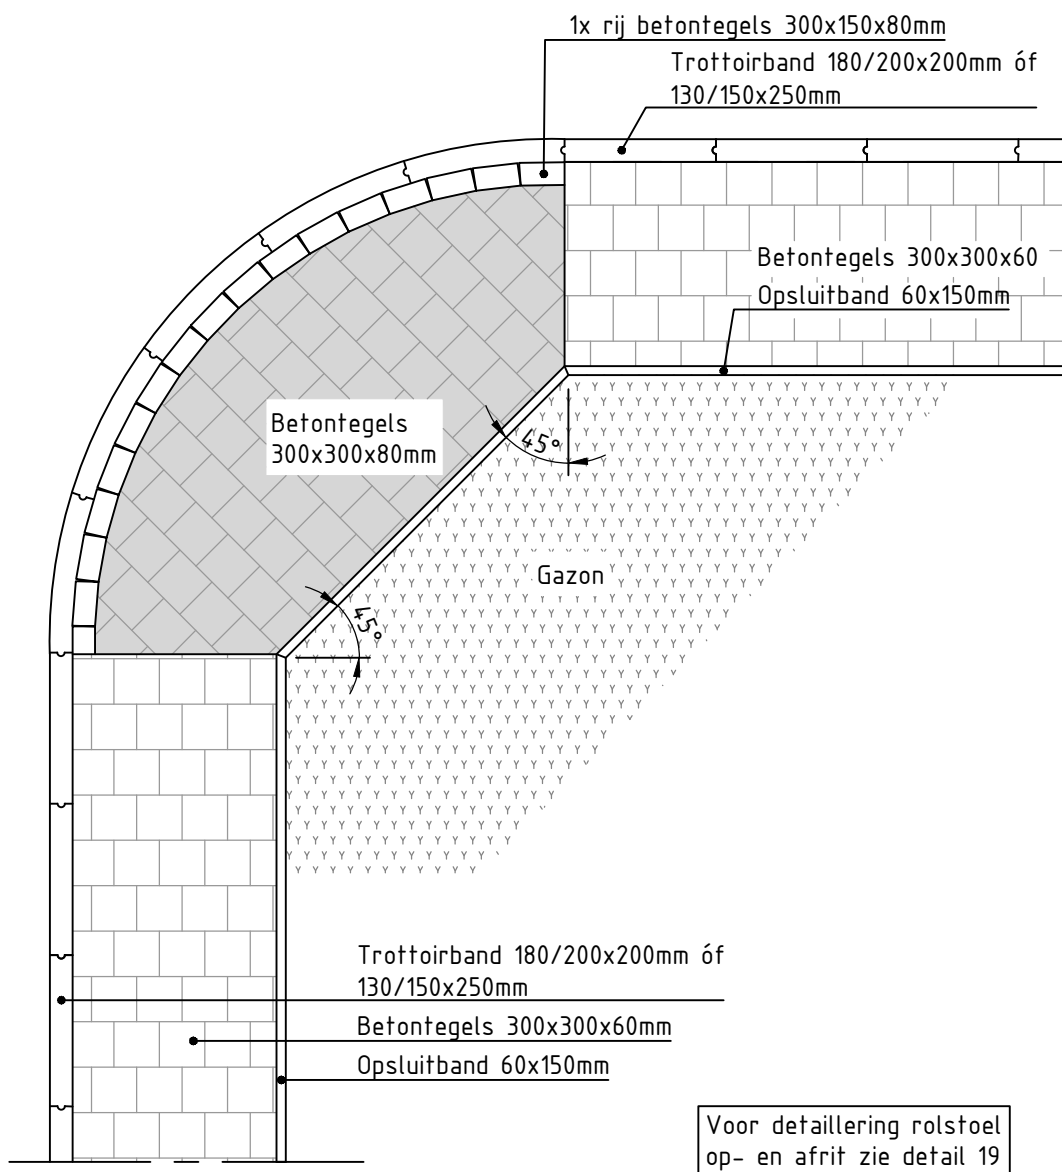 1x rij betontegels 300x150x80mm
Trottoirband 180/200x200mm óf
130/150x250mm
Betontegels 300x300x60
Opsluitband 60x150mm
Betontegels
300x300x80mm
45°
Gazon
45°
Trottoirband 180/200x200mm óf
130/150x250mm
Betontegels 300x300x60mm
Opsluitband 60x150mm
Voor detaillering rolstoel
op- en afrit zie detail 19